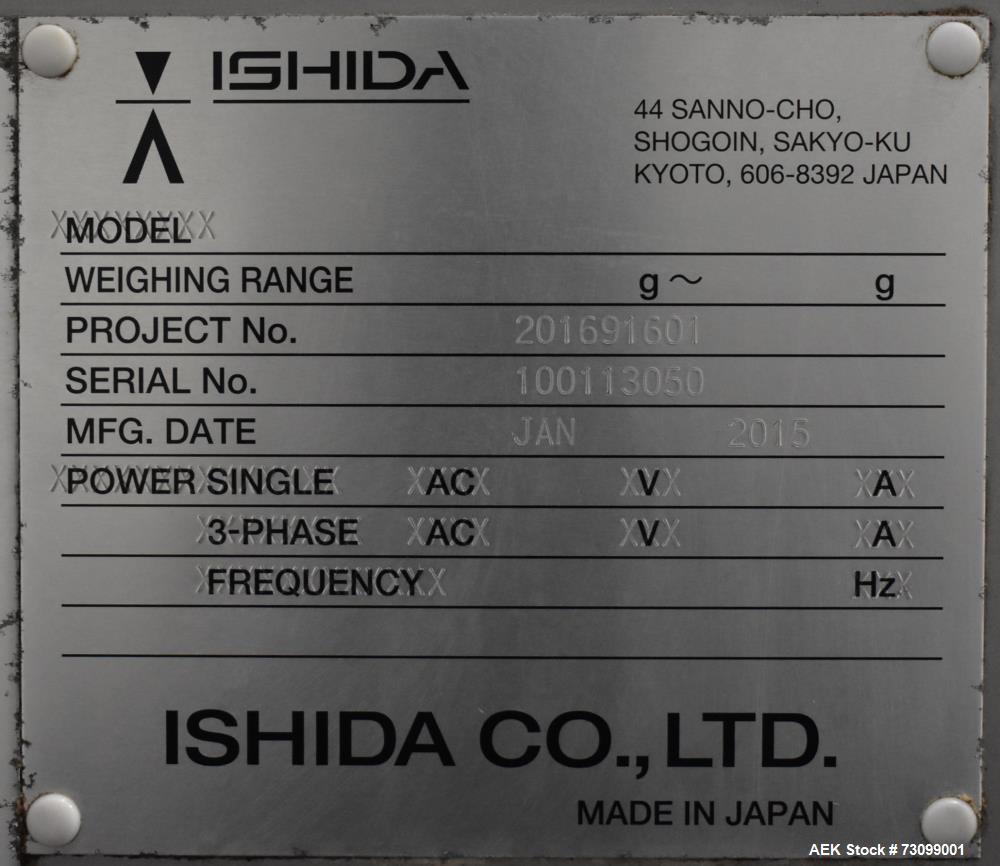 ISHIDA
44 SANNO-CHO,
SHOGOIN, SAKYO-KU
KYOTO, 606-8392 JAPAN
XXXXXXXX
MODEL
WEIGHING RANGE g～ g
PROJECT No. 201691601
SERIAL No. 100113050
MFG. DATE JAN 2015
POWER SINGLE AC V A
3-PHASE AC V A
FREQUENCY Hz
ISHIDA CO., LTD.
MADE IN JAPAN
AEK Stock # 73099001